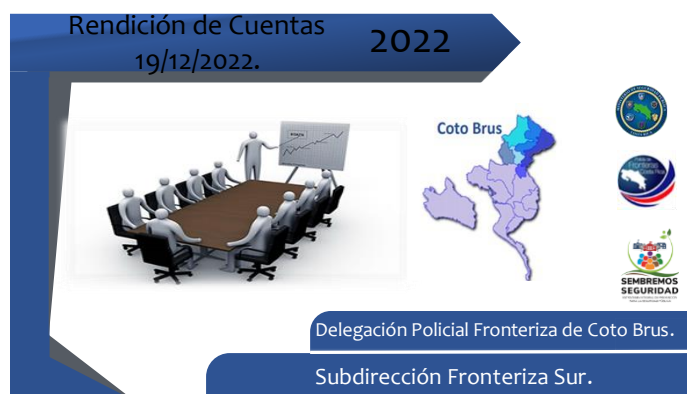 Rendición de Cuentas
19/12/2022.
2022
Coto Brus
Fronteras
SEMBREMOS
SEGURIDAD
Delegación Policial Fronteriza de Coto Brus.
Subdirección Fronteriza Sur.